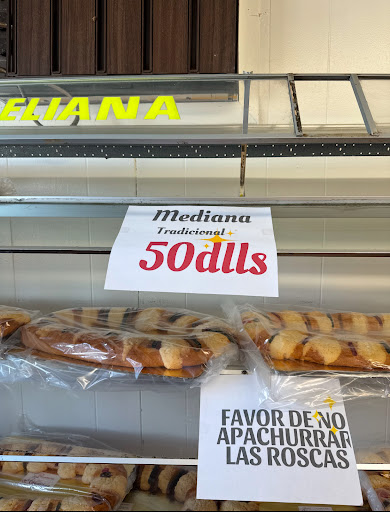 ELIANA
Mediana
Tradicional
50dlls
FAVOR DE NO
APACHURRAR
LAS ROSCAS